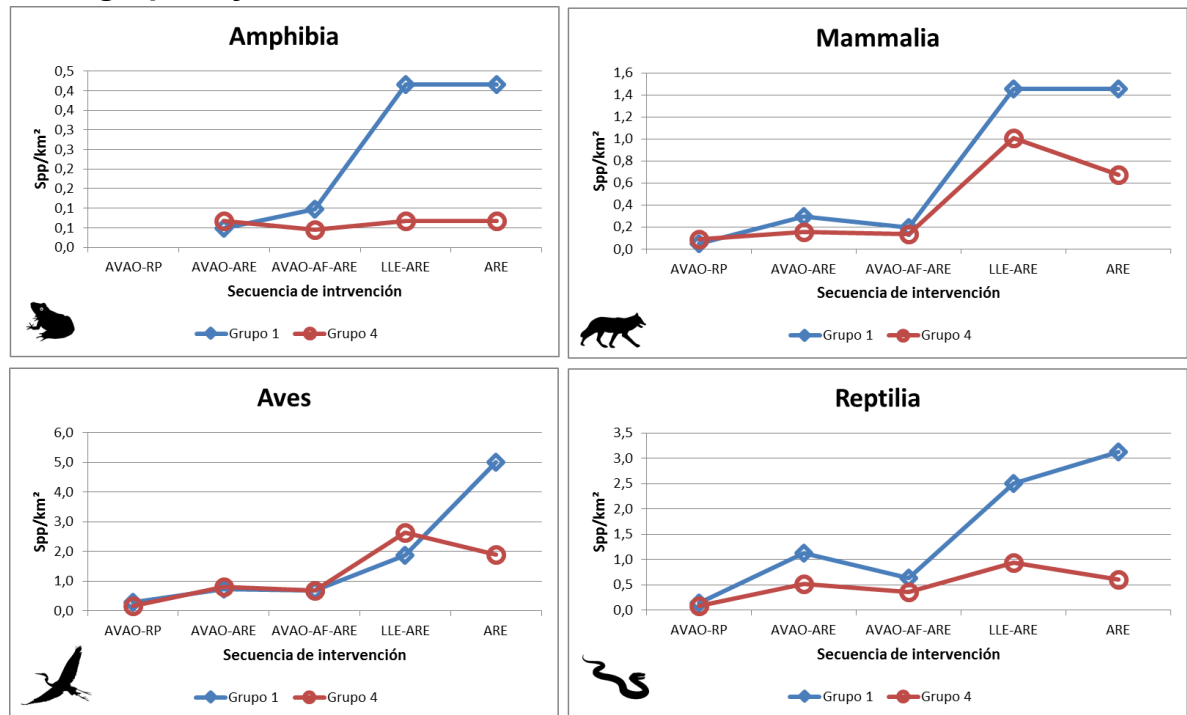 Amphibia
Spp/km²
0,5
0,4
0,4
0,3
0,3
0,2
0,2
0,1
0,1
0,0
AVAO-RP AVAO-ARE AVAO-AF-ARE LLE-ARE ARE
Secuencia de intrvención
Grupo 1 Grupo 4
Mammalia
Spp/km²
1,6
1,4
1,2
1,0
0,8
0,6
0,4
0,2
0,0
AVAO-RP AVAO-ARE AVAO-AF-ARE LLE-ARE ARE
Secuencia de intervención
Grupo 1 Grupo 4
Aves
Spp/km²
6,0
5,0
4,0
3,0
2,0
1,0
0,0
AVAO-RP AVAO-ARE AVAO-AF-ARE LLE-ARE ARE
Secuencia de intervención
Grupo 1 Grupo 4
Reptilia
Spp/km²
3,5
3,0
2,5
2,0
1,5
1,0
0,5
0,0
AVAO-RP AVAO-ARE AVAO-AF-ARE LLE-ARE ARE
Secuencia de intervención
Grupo 1 Grupo 4